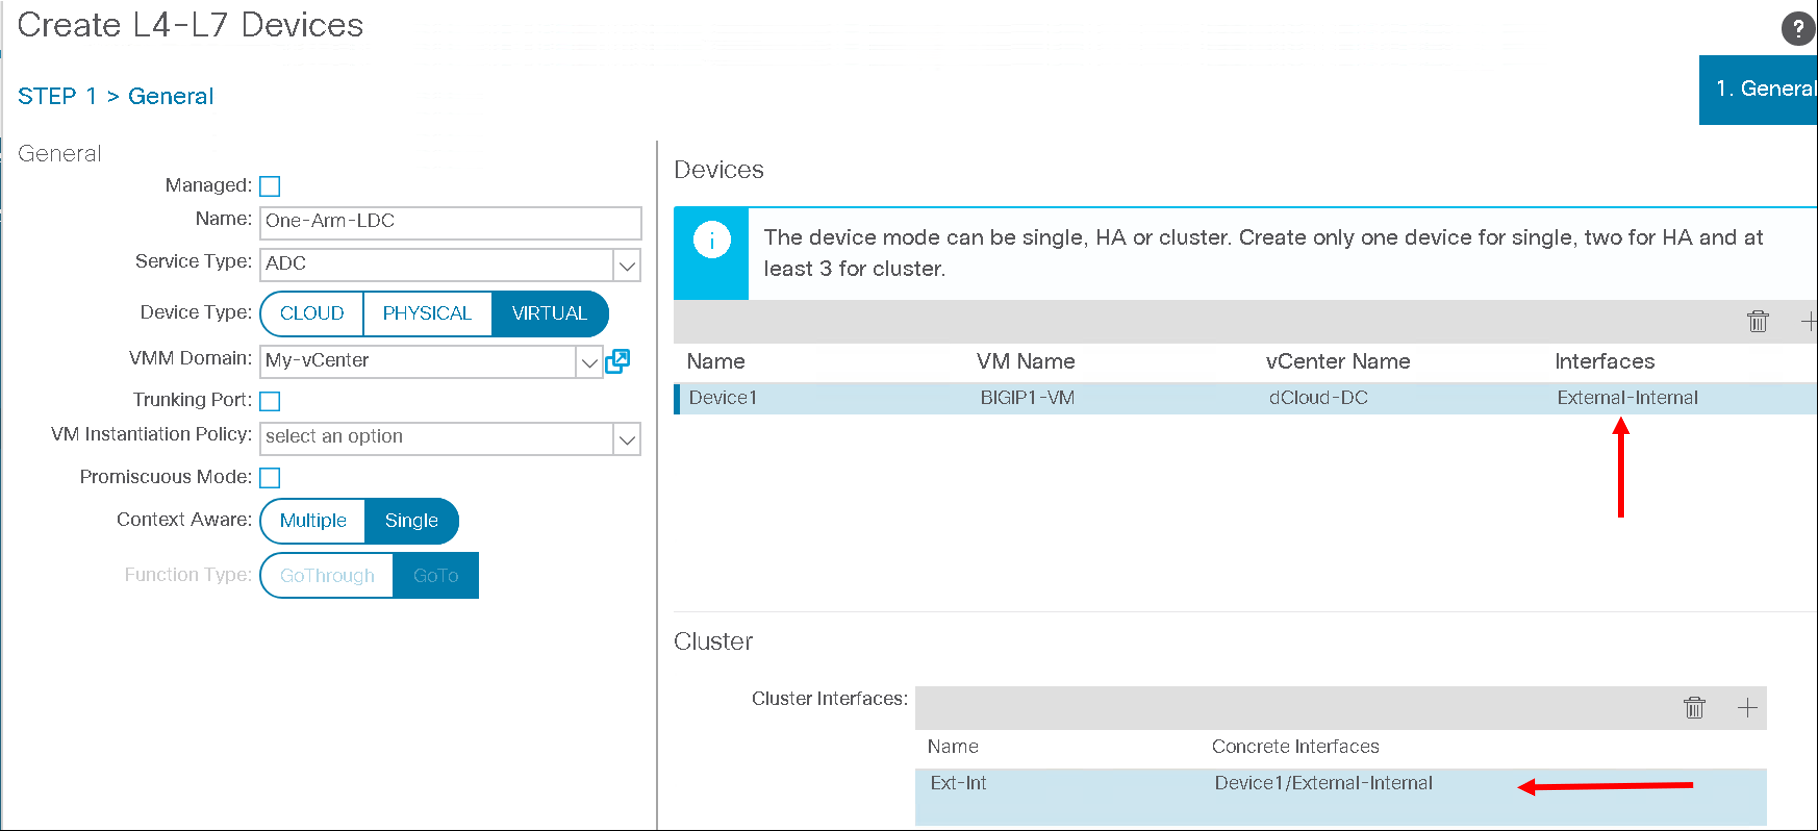 Create L4-L7 Devices
?
STEP 1 > General
1. General
General
Managed:
Name: One-Arm-LDC
Service Type: ADC
Device Type: CLOUD PHYSICAL VIRTUAL
VMM Domain: My-vCenter
Trunking Port:
VM Instantiation Policy: select an option
Promiscuous Mode:
Context Aware: Multiple Single
Function Type: GoThrough GoTo
Devices
i
The device mode can be single, HA or cluster. Create only one device for single, two for HA and at
least 3 for cluster.
Name VM Name vCenter Name Interfaces
Device1 BIGIP1-VM dCloud-DC External-Internal
Cluster
Cluster Interfaces:
Name Concrete Interfaces
Ext-Int Device1/External-Internal